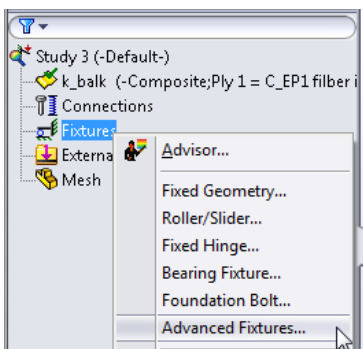 Study 3 (-Default-)
k_balk (-Composite;Ply 1 = C_EP1 filber i
Connections
Fixtures
Externa
Mesh
Advisor...
Fixed Geometry...
Roller/Slider...
Fixed Hinge...
Bearing Fixture...
Foundation Bolt...
Advanced Fixtures...